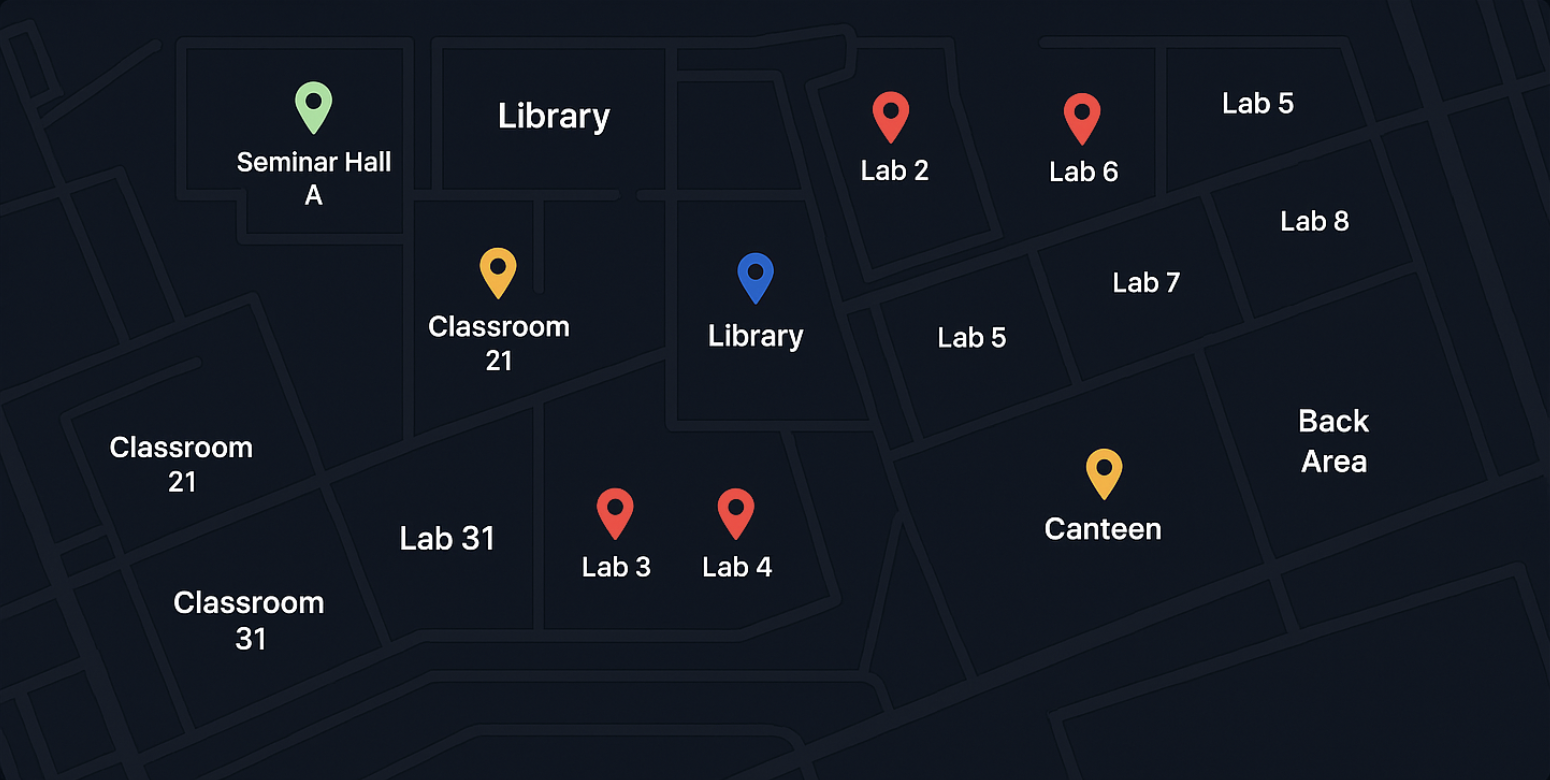 Seminar Hall
A
Library
Lab 2
Lab 6
Lab 5
Lab 8
Classroom
21
Library
Lab 5
Lab 7
Classroom
21
Lab 31
Lab 3
Lab 4
Canteen
Back
Area
Classroom
31